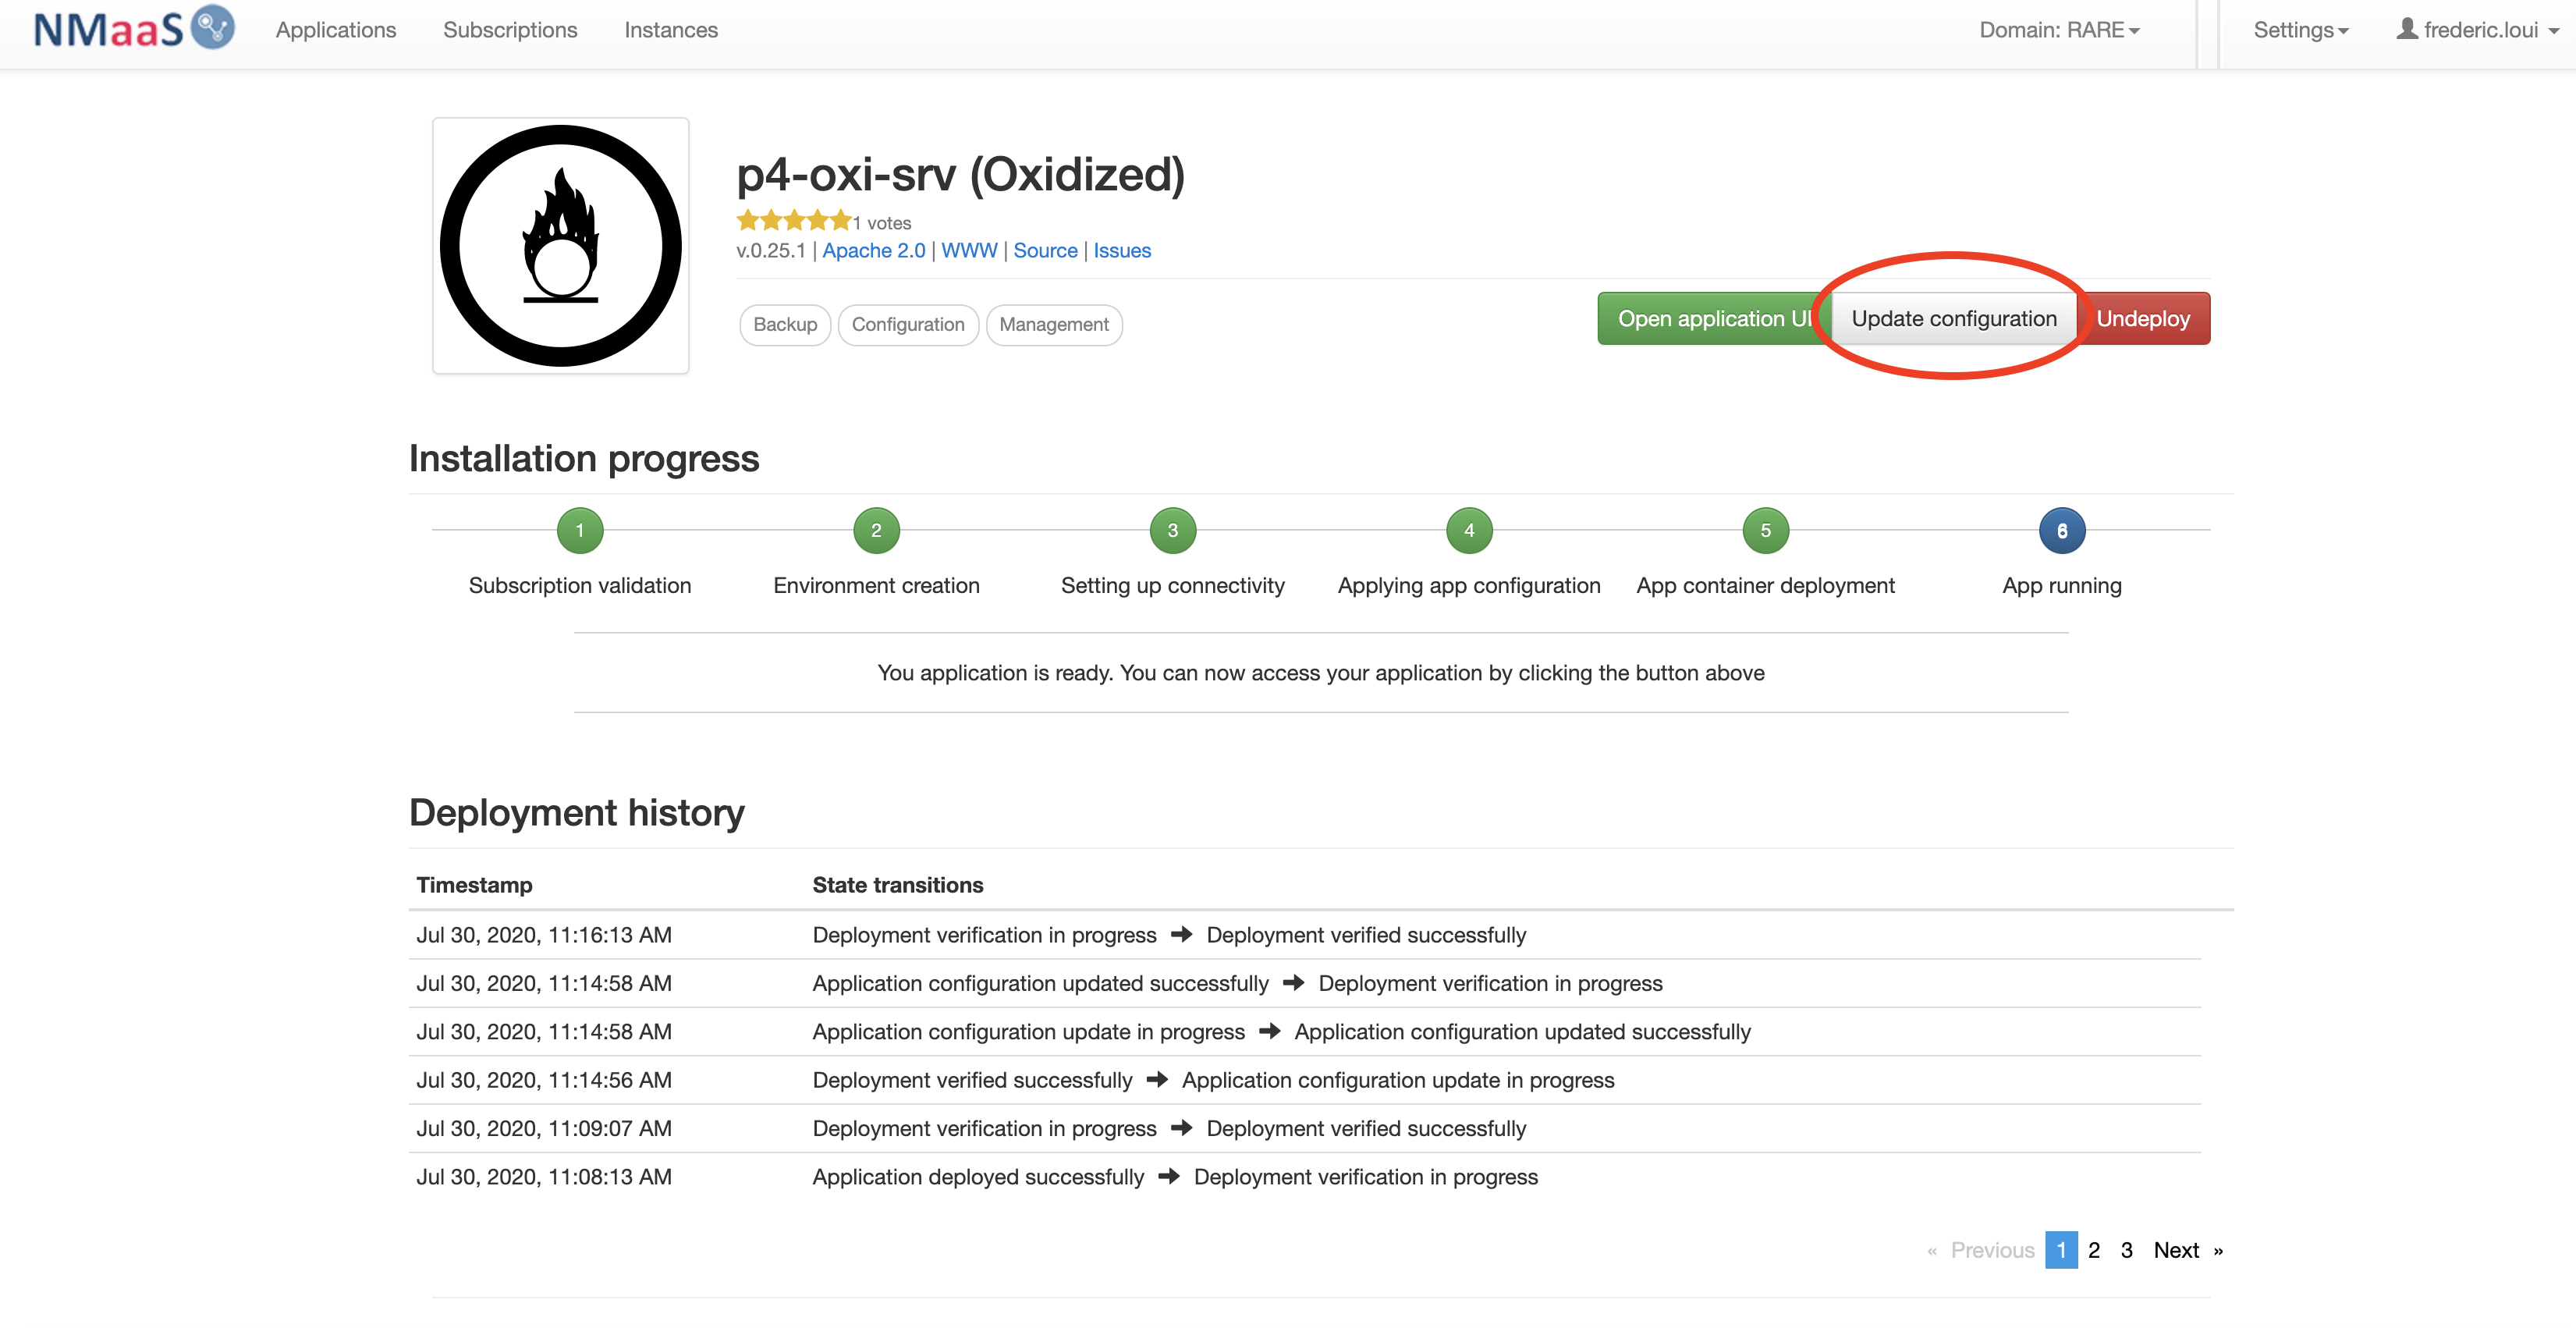 NMaaS Applications Subscriptions Instances Domain: RARE Settings frederic.loui
p4-oxi-srv (Oxidized)
1 votes
v.0.25.1 | Apache 2.0 | WWW | Source | Issues
Backup Configuration Management
Open application UI Update configuration Undeploy
Installation progress
1 2 3 4 5 6
Subscription validation Environment creation Setting up connectivity Applying app configuration App container deployment App running
You application is ready. You can now access your application by clicking the button above
Deployment history
Timestamp State transitions
Jul 30, 2020, 11:16:13 AM Deployment verification in progress ➔ Deployment verified successfully
Jul 30, 2020, 11:14:58 AM Application configuration updated successfully ➔ Deployment verification in progress
Jul 30, 2020, 11:14:58 AM Application configuration update in progress ➔ Application configuration updated successfully
Jul 30, 2020, 11:14:56 AM Deployment verified successfully ➔ Application configuration update in progress
Jul 30, 2020, 11:09:07 AM Deployment verification in progress ➔ Deployment verified successfully
Jul 30, 2020, 11:08:13 AM Application deployed successfully ➔ Deployment verification in progress
« Previous 1 2 3 Next »